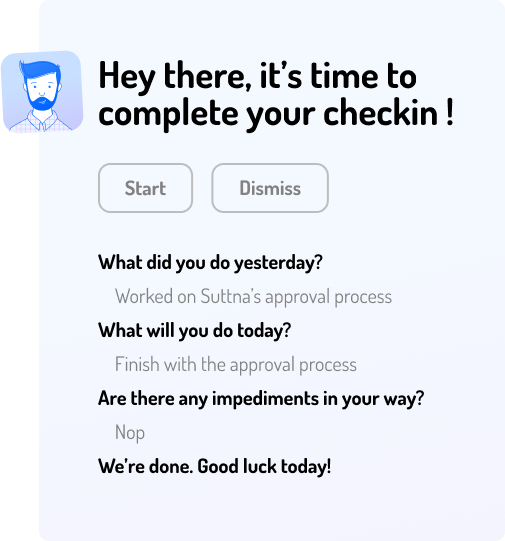 Hey there, it’s time to
complete your checkin !
Start
Dismiss
What did you do yesterday?
Worked on Suttna’s approval process
What will you do today?
Finish with the approval process
Are there any impediments in your way?
Nop
We’re done. Good luck today!